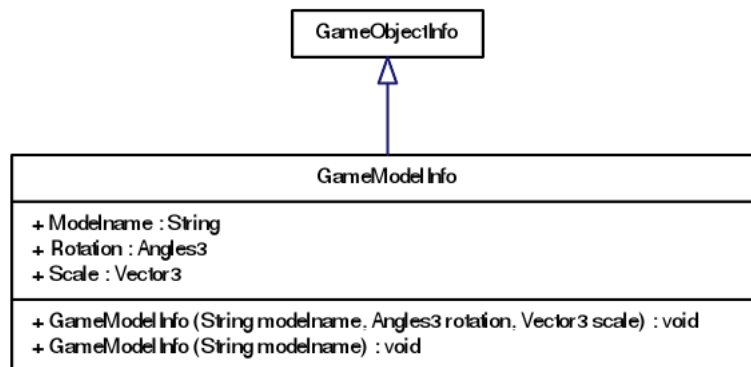 GameObjectInfo
GameModelInfo
+ Modelname : String
+ Rotation : Angles3
+ Scale : Vector3
+ GameModelInfo (String modelname, Angles3 rotation, Vector3 scale) : void
+ GameModelInfo (String modelname) : void